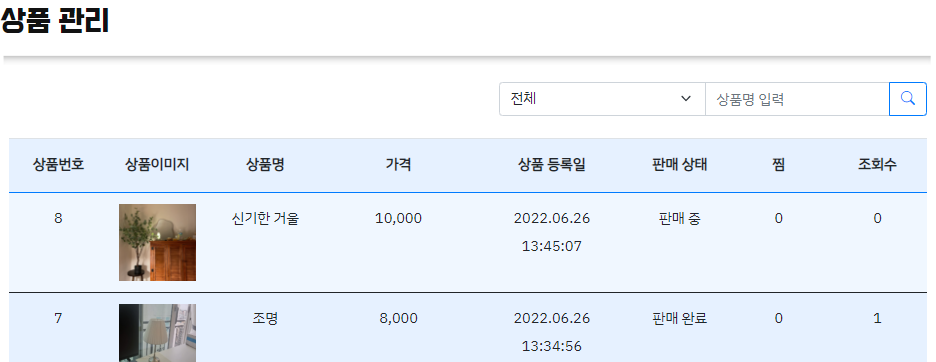 상품 관리
전체 상품명 입력
상품번호 상품이미지 상품명 가격 상품 등록일 판매 상태 찜 조회수
8 신기한 거울 10,000 2022.06.26 판매 중 0 0
13:45:07
7 조명 8,000 2022.06.26 판매 완료 0 1
13:34:56